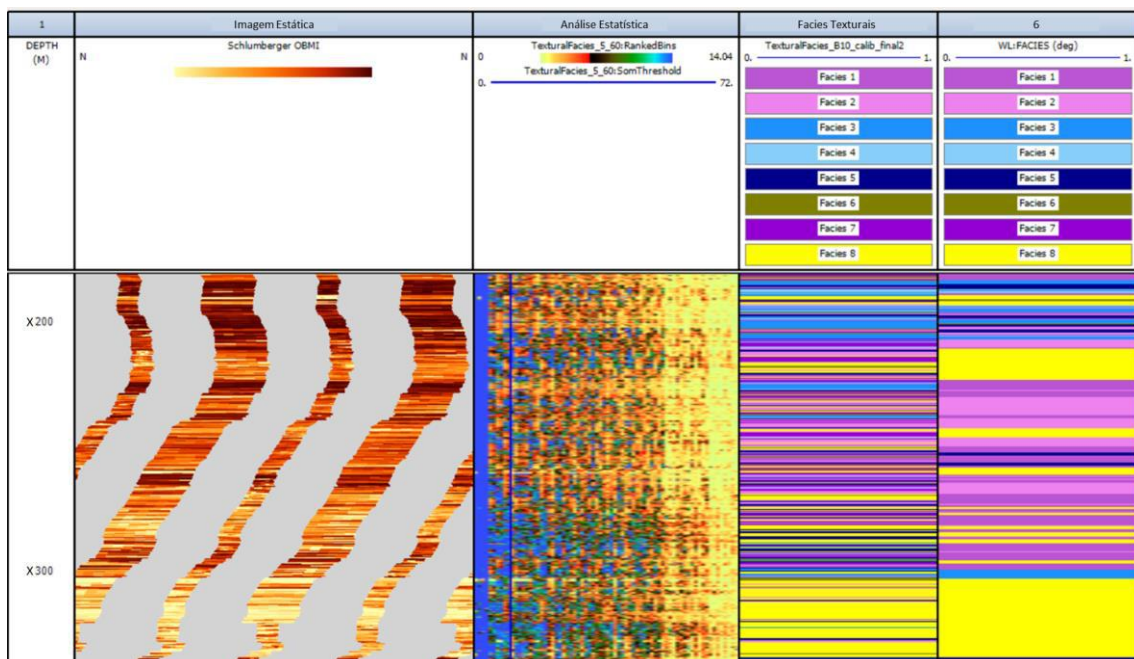 1
Imagem Estática
Análise Estatística
Facies Texturais
6
DEPTH
(M)
Schlumberger OBMI
N
N
TexturalFacies_5_60:RankedBins
0
14.04
TexturalFacies_5_60:SomThreshold
0.
72.
TexturalFacies_B10_calib_final2
0.
1.
Facies 1
Facies 2
Facies 3
Facies 4
Facies 5
Facies 6
Facies 7
Facies 8
WL:FACIES (deg)
0.
1.
Facies 1
Facies 2
Facies 3
Facies 4
Facies 5
Facies 6
Facies 7
Facies 8
X200
X300